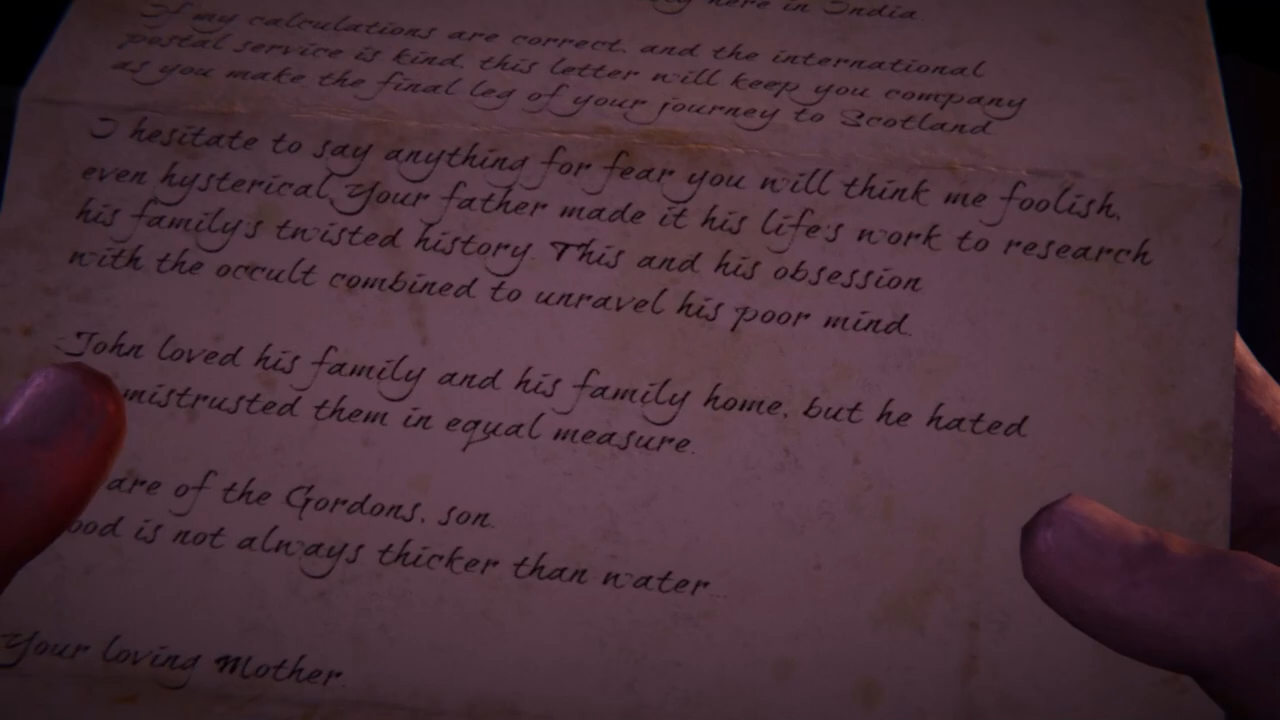 here in India.
If my calculations are correct, and the international
postal service is kind, this letter will keep you company
as you make the final leg of your journey to Scotland.
I hesitate to say anything for fear you will think me foolish,
even hysterical. Your father made it his life's work to research
his family's twisted history. This and his obsession
with the occult combined to unravel his poor mind.
John loved his family and his family home, but he hated
mistrusted them in equal measure.
are of the Gordons, son.
ood is not always thicker than water...
Your loving Mother.